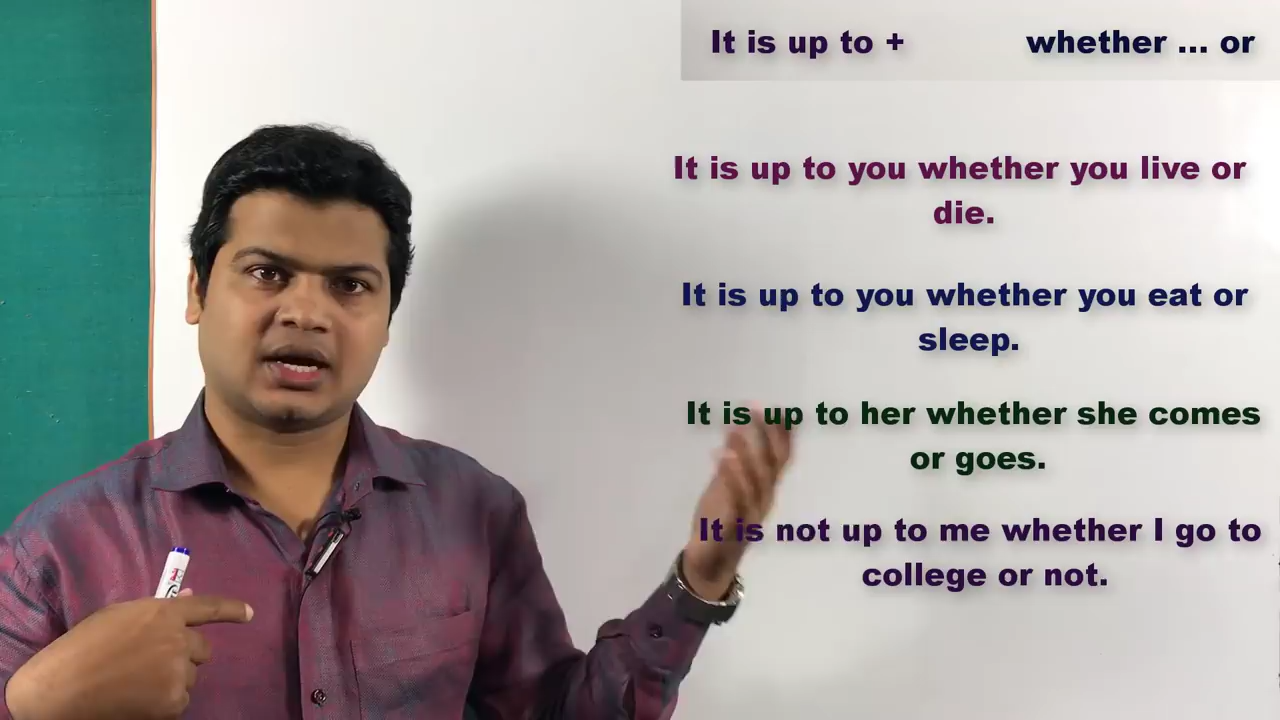 It is up to + whether ... or
It is up to you whether you live or
die.
It is up to you whether you eat or
sleep.
It is up to her whether she comes
or goes.
It is not up to me whether I go to
college or not.